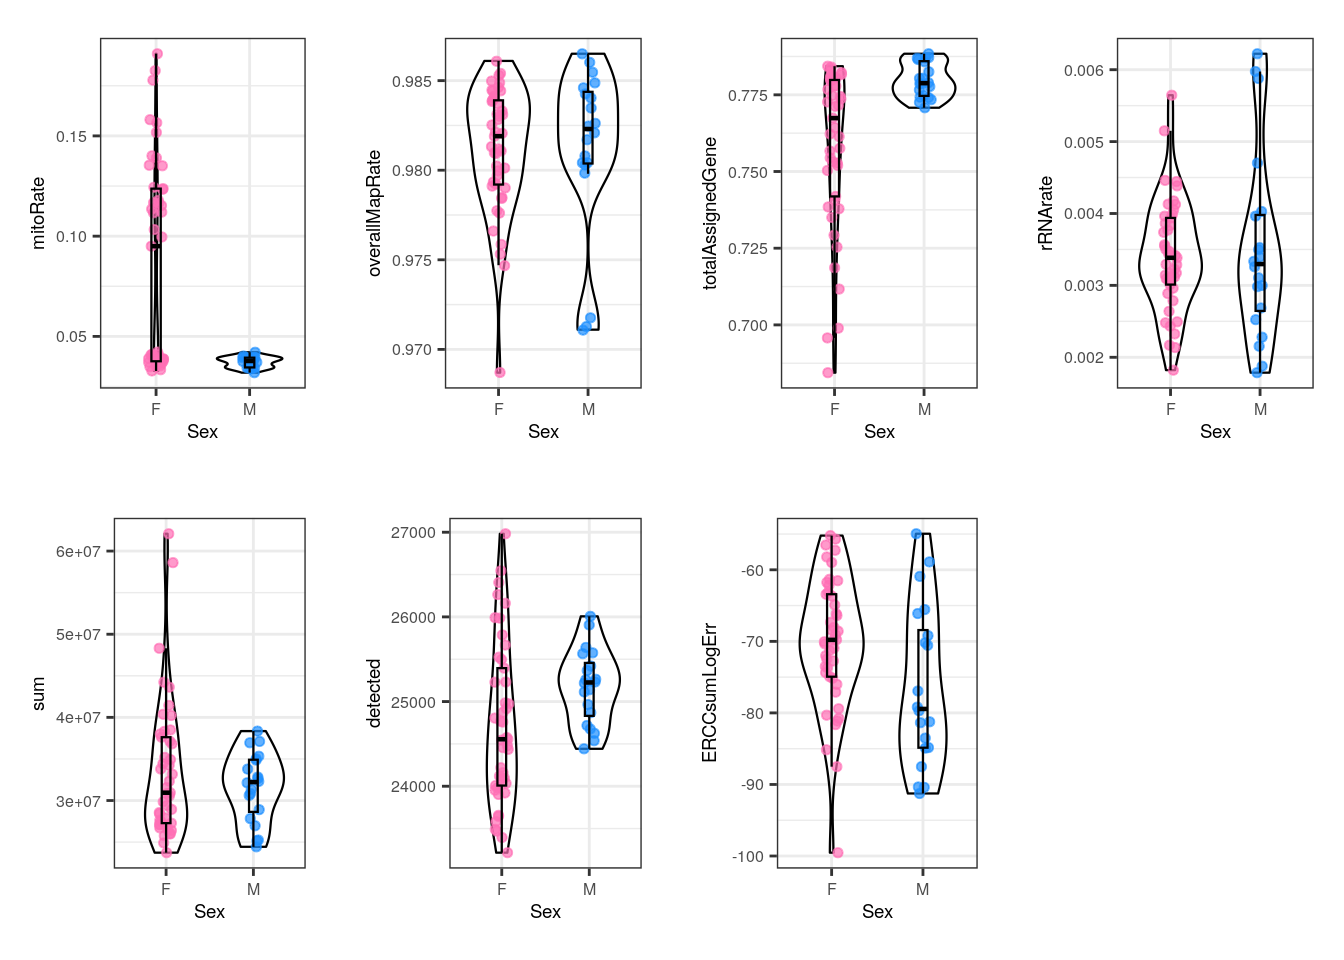 mitoRate
0.15
0.10
0.05
F M
Sex
overallMapRate
0.985
0.980
0.975
0.970
F M
Sex
totalAssignedGene
0.775
0.750
0.725
0.700
F M
Sex
rRNArate
0.006
0.005
0.004
0.003
0.002
F M
Sex
sum
6e+07
5e+07
4e+07
3e+07
F M
Sex
detected
27000
26000
25000
24000
F M
Sex
ERCCsumLogErr
-60
-70
-80
-90
-100
F M
Sex